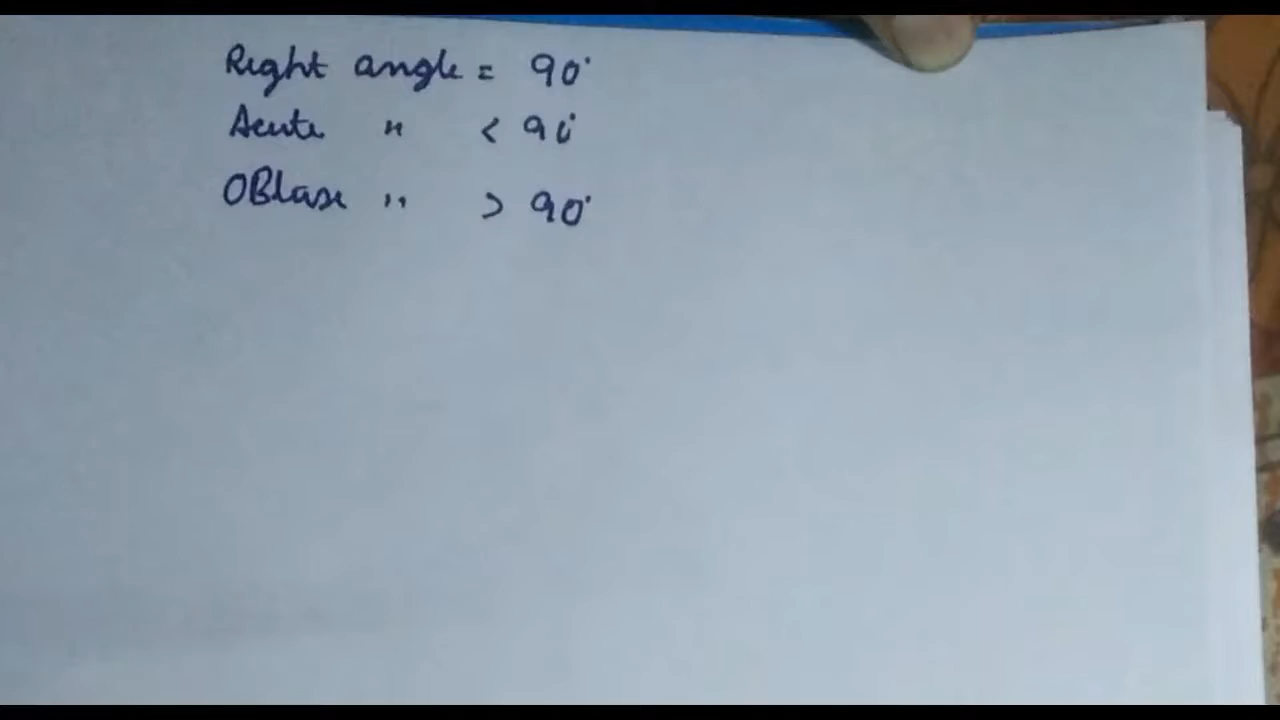 Right angle = 90°
Acute " < 90°
OBlase " > 90°